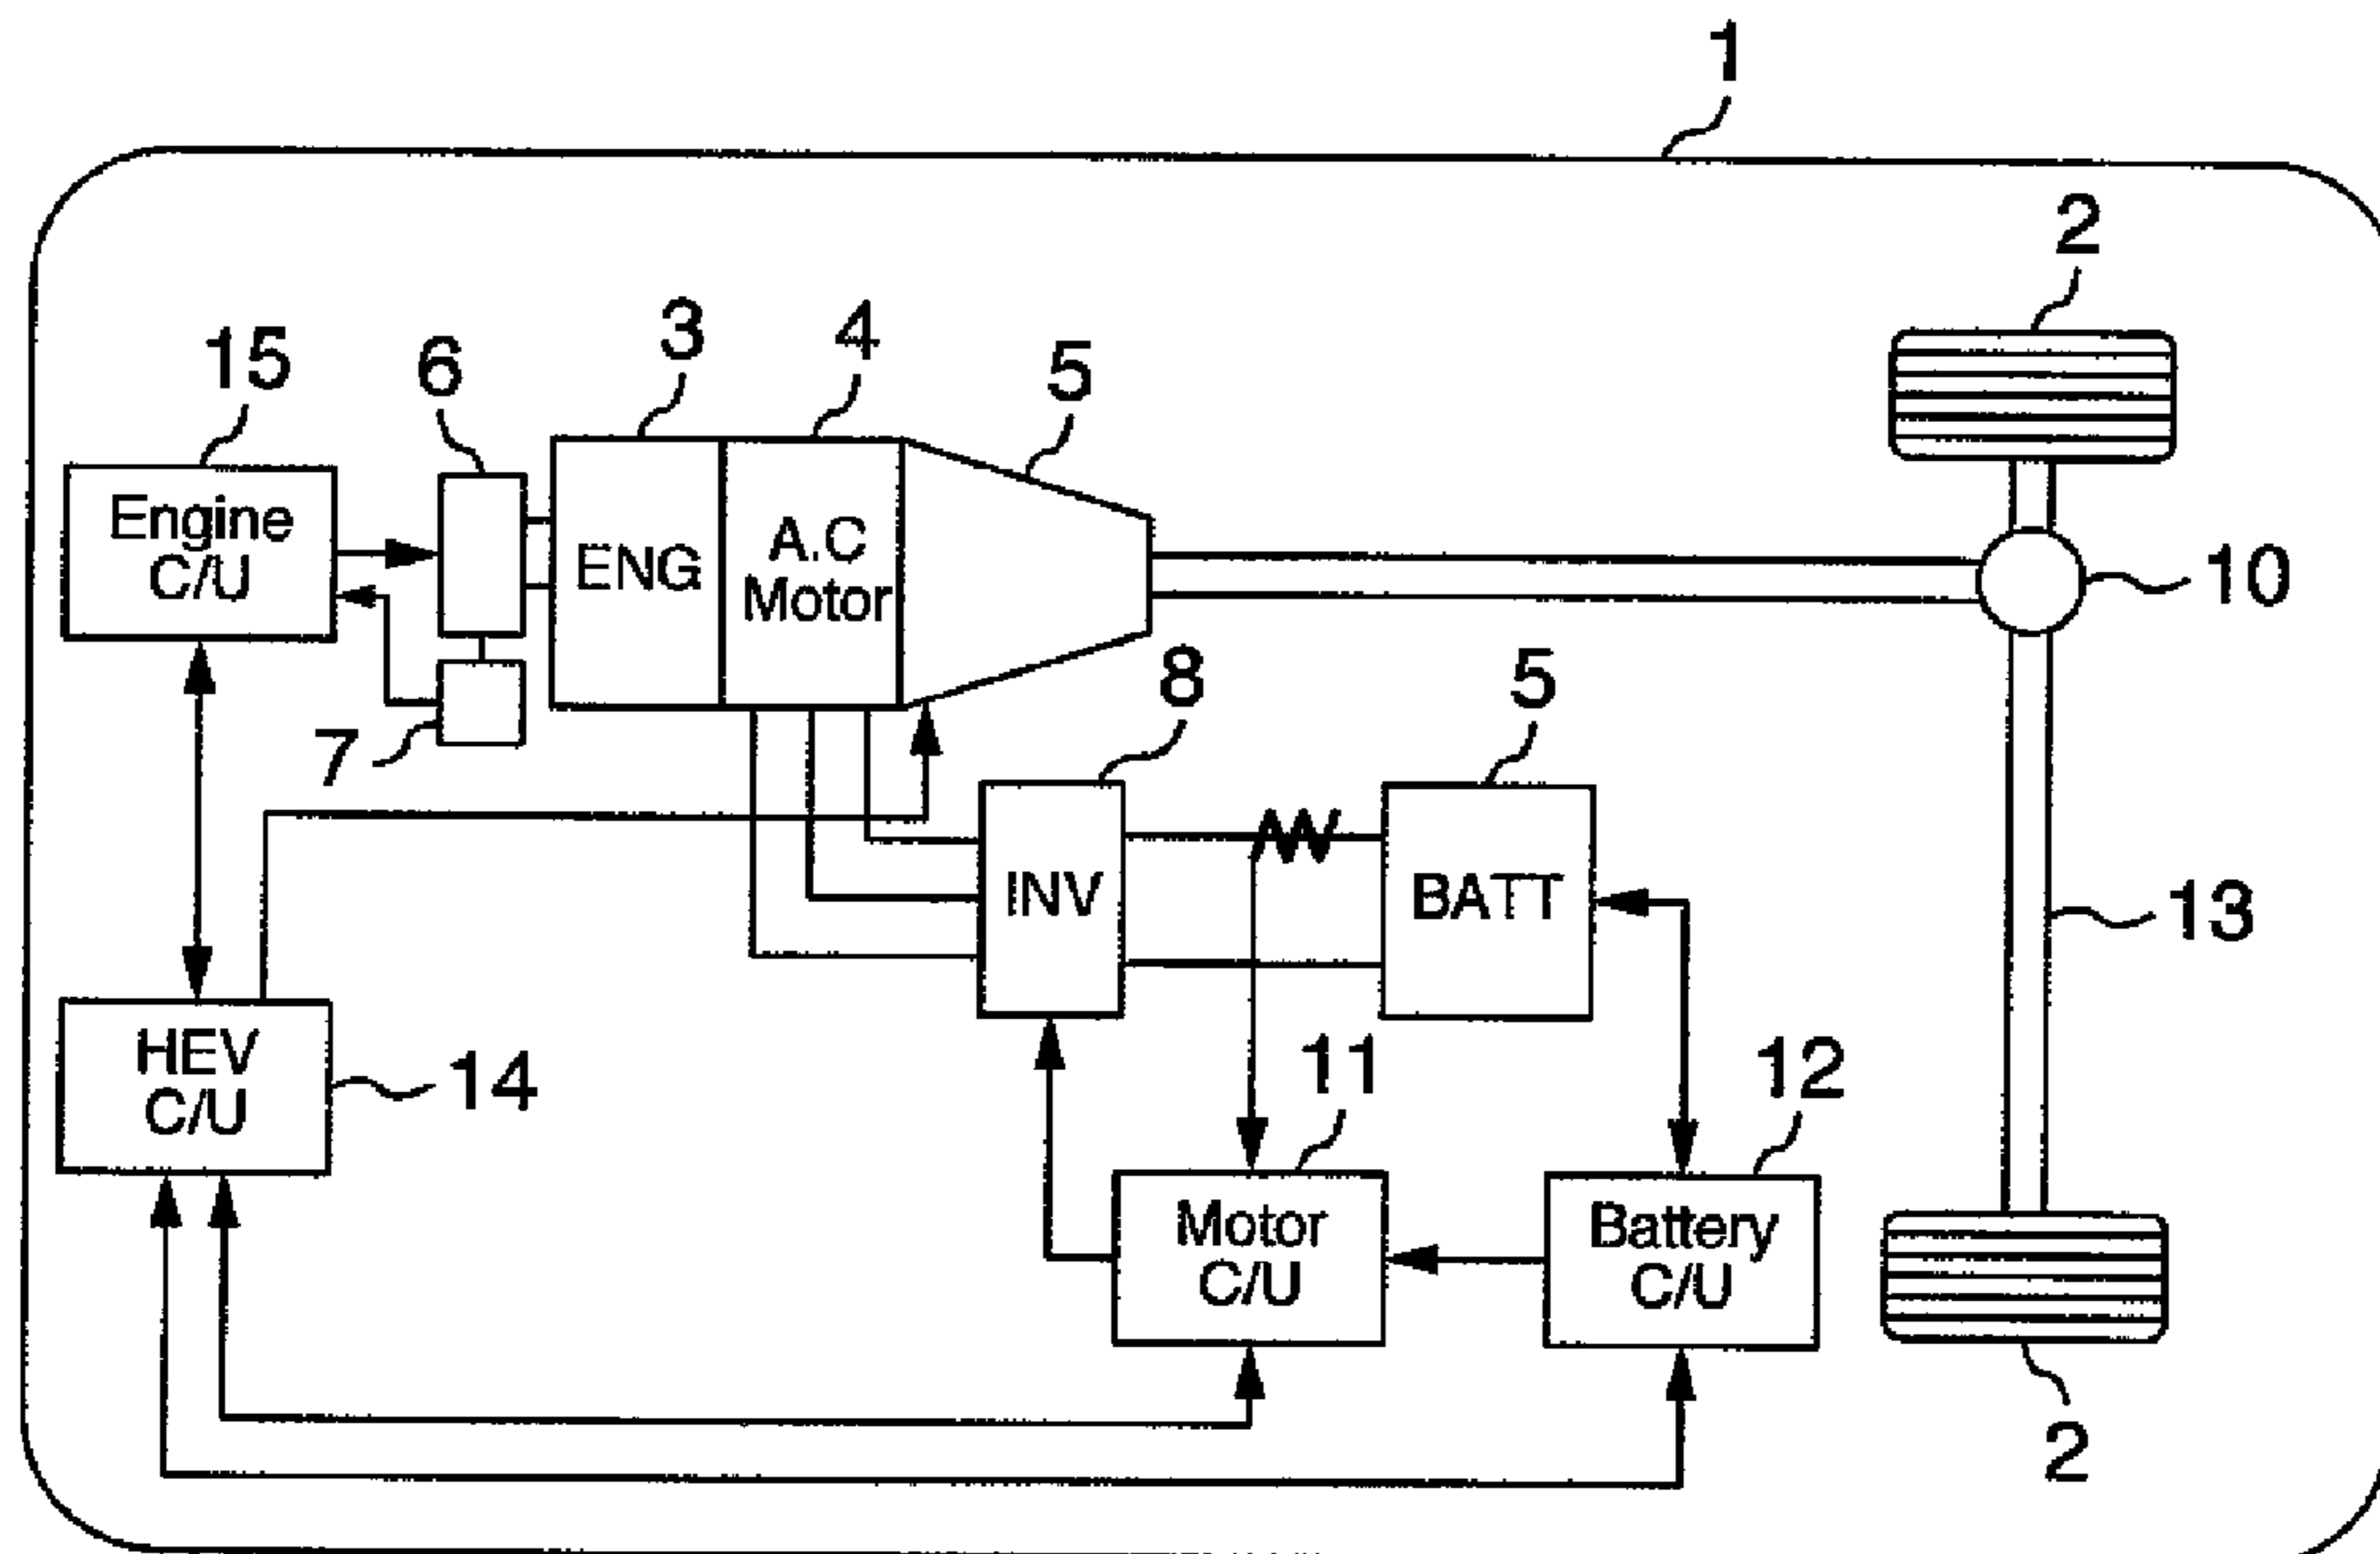 1
2
3
4
5
15
6
Engine
C/U
ENG
A.C
Motor
10
7
8
5
INV
BATT
13
HEV
C/U
14
11
12
Motor
C/U
Battery
C/U
2